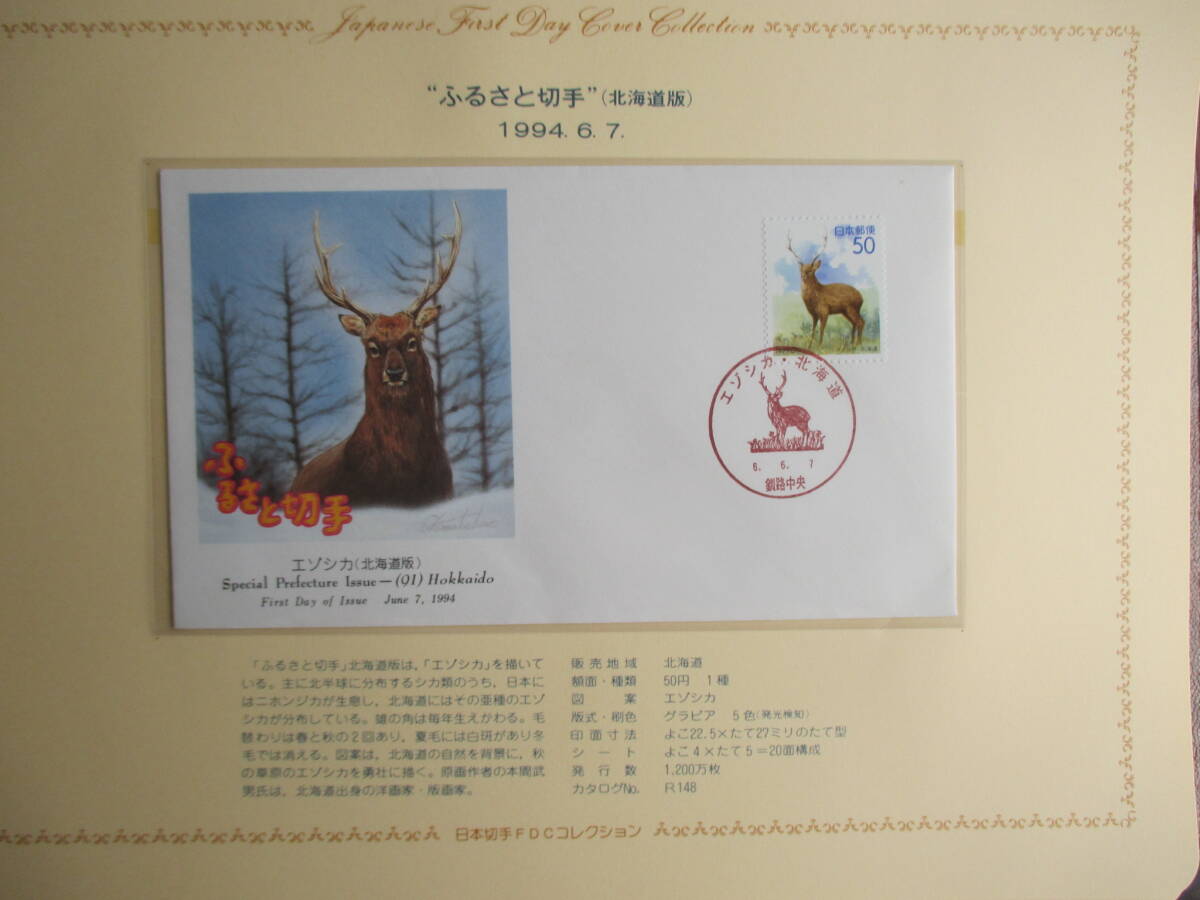 Japanese First Day Cover Collection
“ふるさと切手”(北海道版)
1994. 6. 7.
日本郵便
50
エゾシカ・北海道
6. 6. 7
釧路中央
ふるさと切手
エゾシカ(北海道版)
Special Prefecture Issue—(91) Hokkaido
First Day of Issue June 7, 1994
「ふるさと切手」北海道版は,「エゾシカ」を描いて
いる。主に北半球に分布するシカ類のうち,日本に
はニホンジカが生息し,北海道にはその亜種のエゾ
シカが分布している。雄の角は毎年生えかわる。毛
替わりは春と秋の2回あり,夏毛には白斑があり冬
毛では消える。図案は,北海道の自然を背景に,秋
の草原のエゾシカを勇壮に描く。原画作者の本間武
男氏は,北海道出身の洋画家・版画家。
販売地域 北海道
額面・種類 50円 1種
図案 エゾシカ
版式・刷色 グラビア 5色(発光検知)
印面寸法 よこ22.5×たて27ミリのたて型
シート よこ4×たて5=20面構成
発行数 1,200万枚
カタログNo. R148
日本切手FDCコレクション